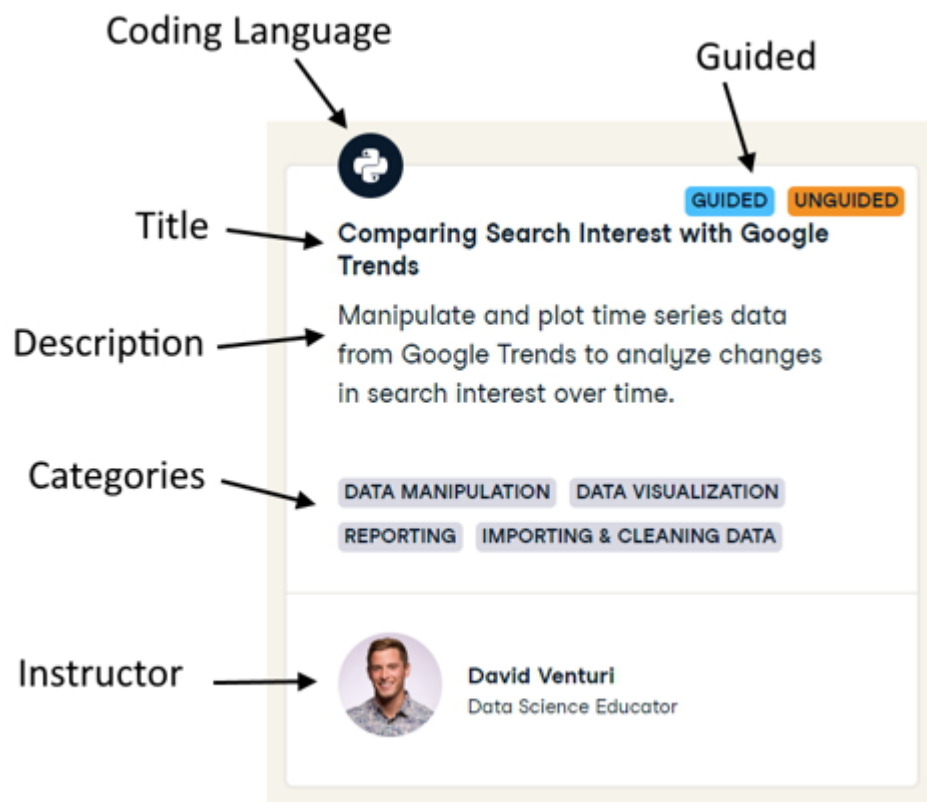 Coding Language
Guided
GUIDED UNGUIDED
Title
Comparing Search Interest with Google
Trends
Description
Manipulate and plot time series data
from Google Trends to analyze changes
in search interest over time.
Categories
DATA MANIPULATION DATA VISUALIZATION
REPORTING IMPORTING & CLEANING DATA
Instructor
David Venturi
Data Science Educator